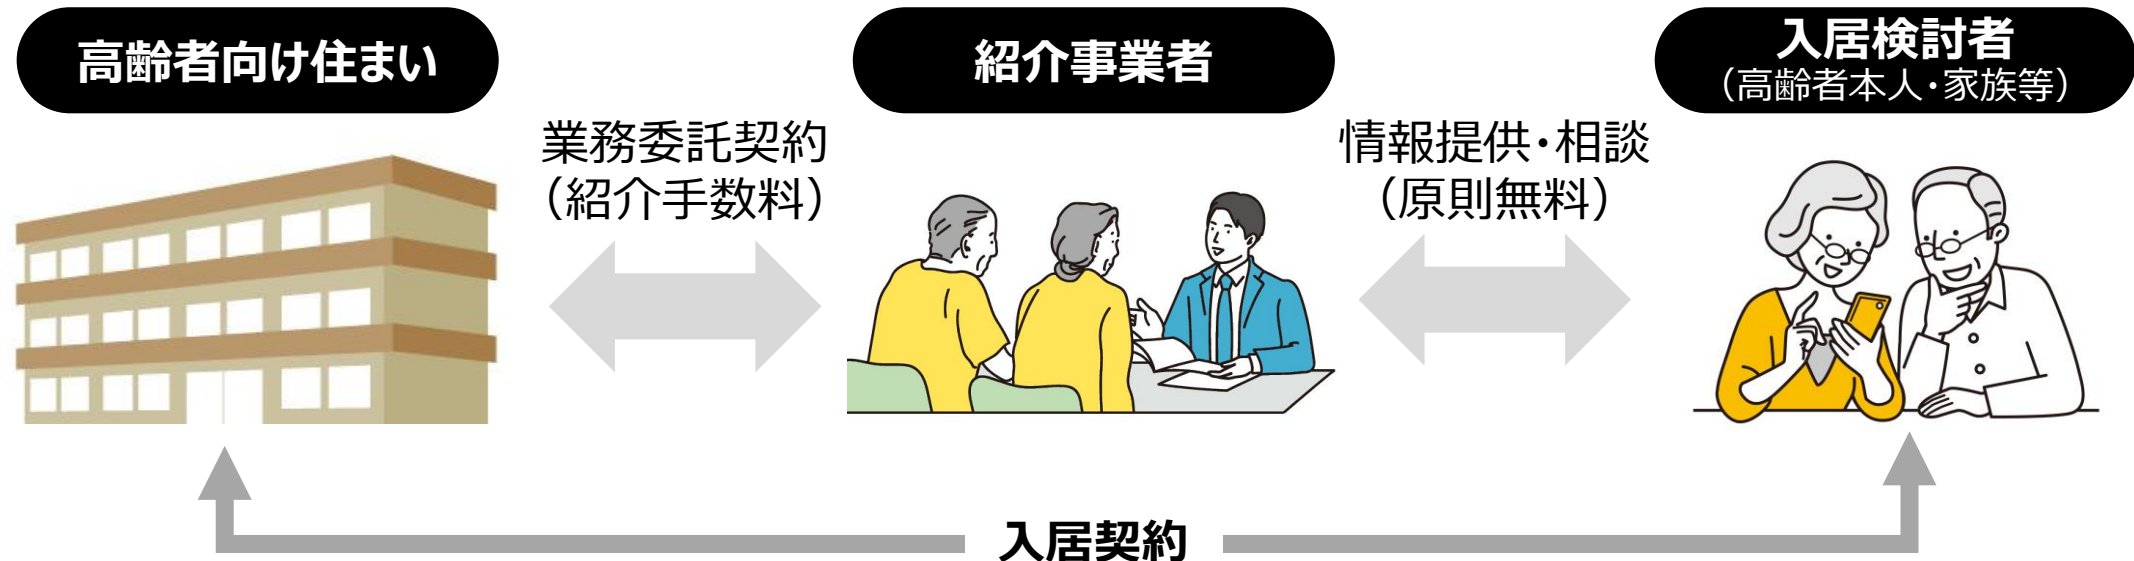 高齢者向け住まい
紹介事業者
入居検討者
（高齢者本人・家族等）
業務委託契約
（紹介手数料）
情報提供・相談
（原則無料）
入居契約